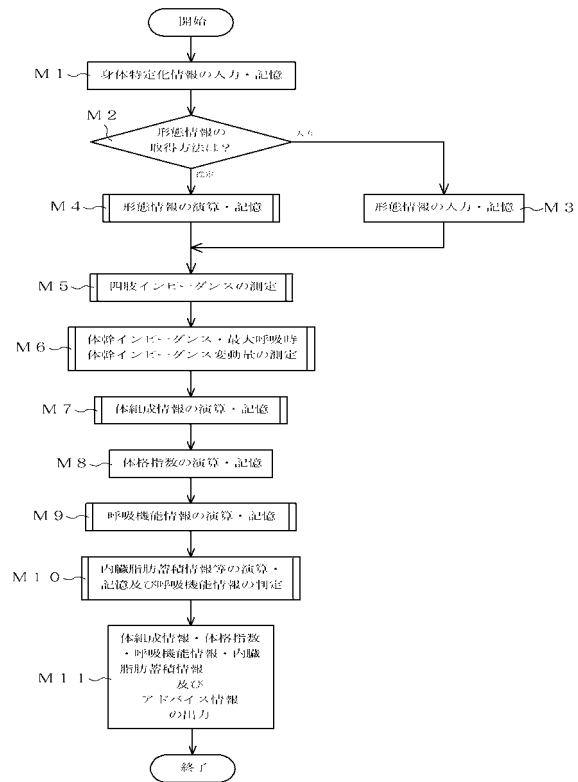 開始
M1
身体特定化情報の入力・記憶
M2
形態情報の
取得方法は?
入力
推定
M4
形態情報の演算・記憶
形態情報の入力・記憶
M3
M5
四肢インピーダンスの測定
M6
体幹インピーダンス・最大呼吸時
体幹インピーダンス変動量の測定
M7
体組成情報の演算・記憶
M8
体格指数の演算・記憶
M9
呼吸機能情報の演算・記憶
M10
内臓脂肪蓄積情報等の演算・
記憶及び呼吸機能情報の判定
M11
体組成情報・体格指数
・呼吸機能情報・内臓
脂肪蓄積情報
及び
アドバイス情報
の出力
終了